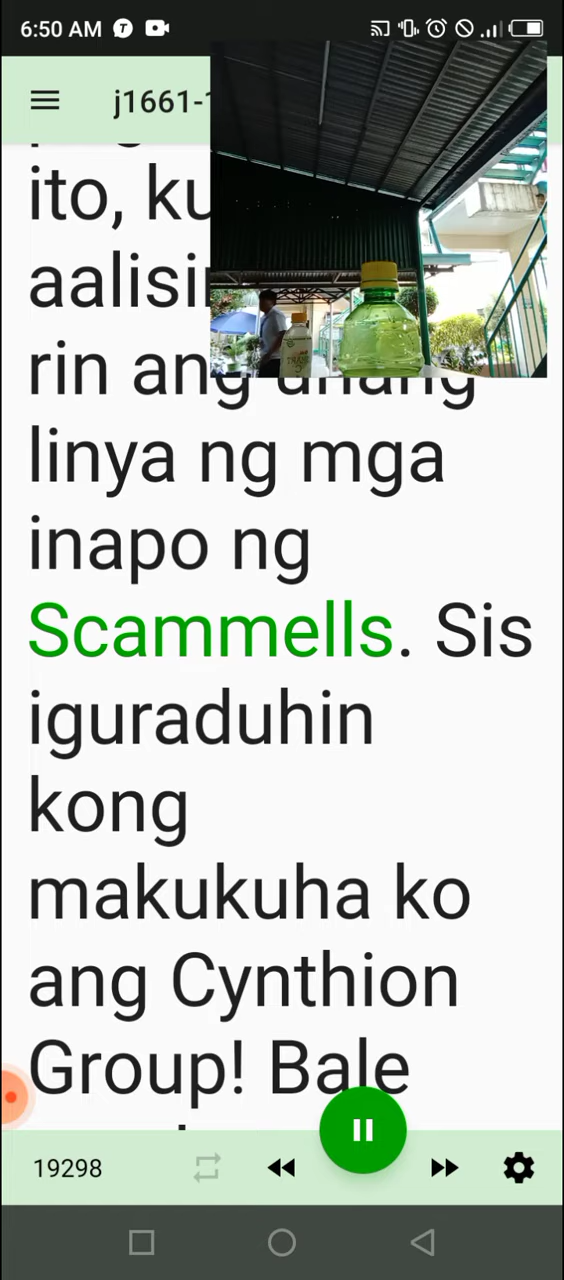 6:50 AM
j1661-1
ito, ku
aalisin
rin ang unang
linya ng mga
inapo ng
Scammells. Sis
iguraduhin
kong
makukuha ko
ang Cynthion
Group! Bale
19298